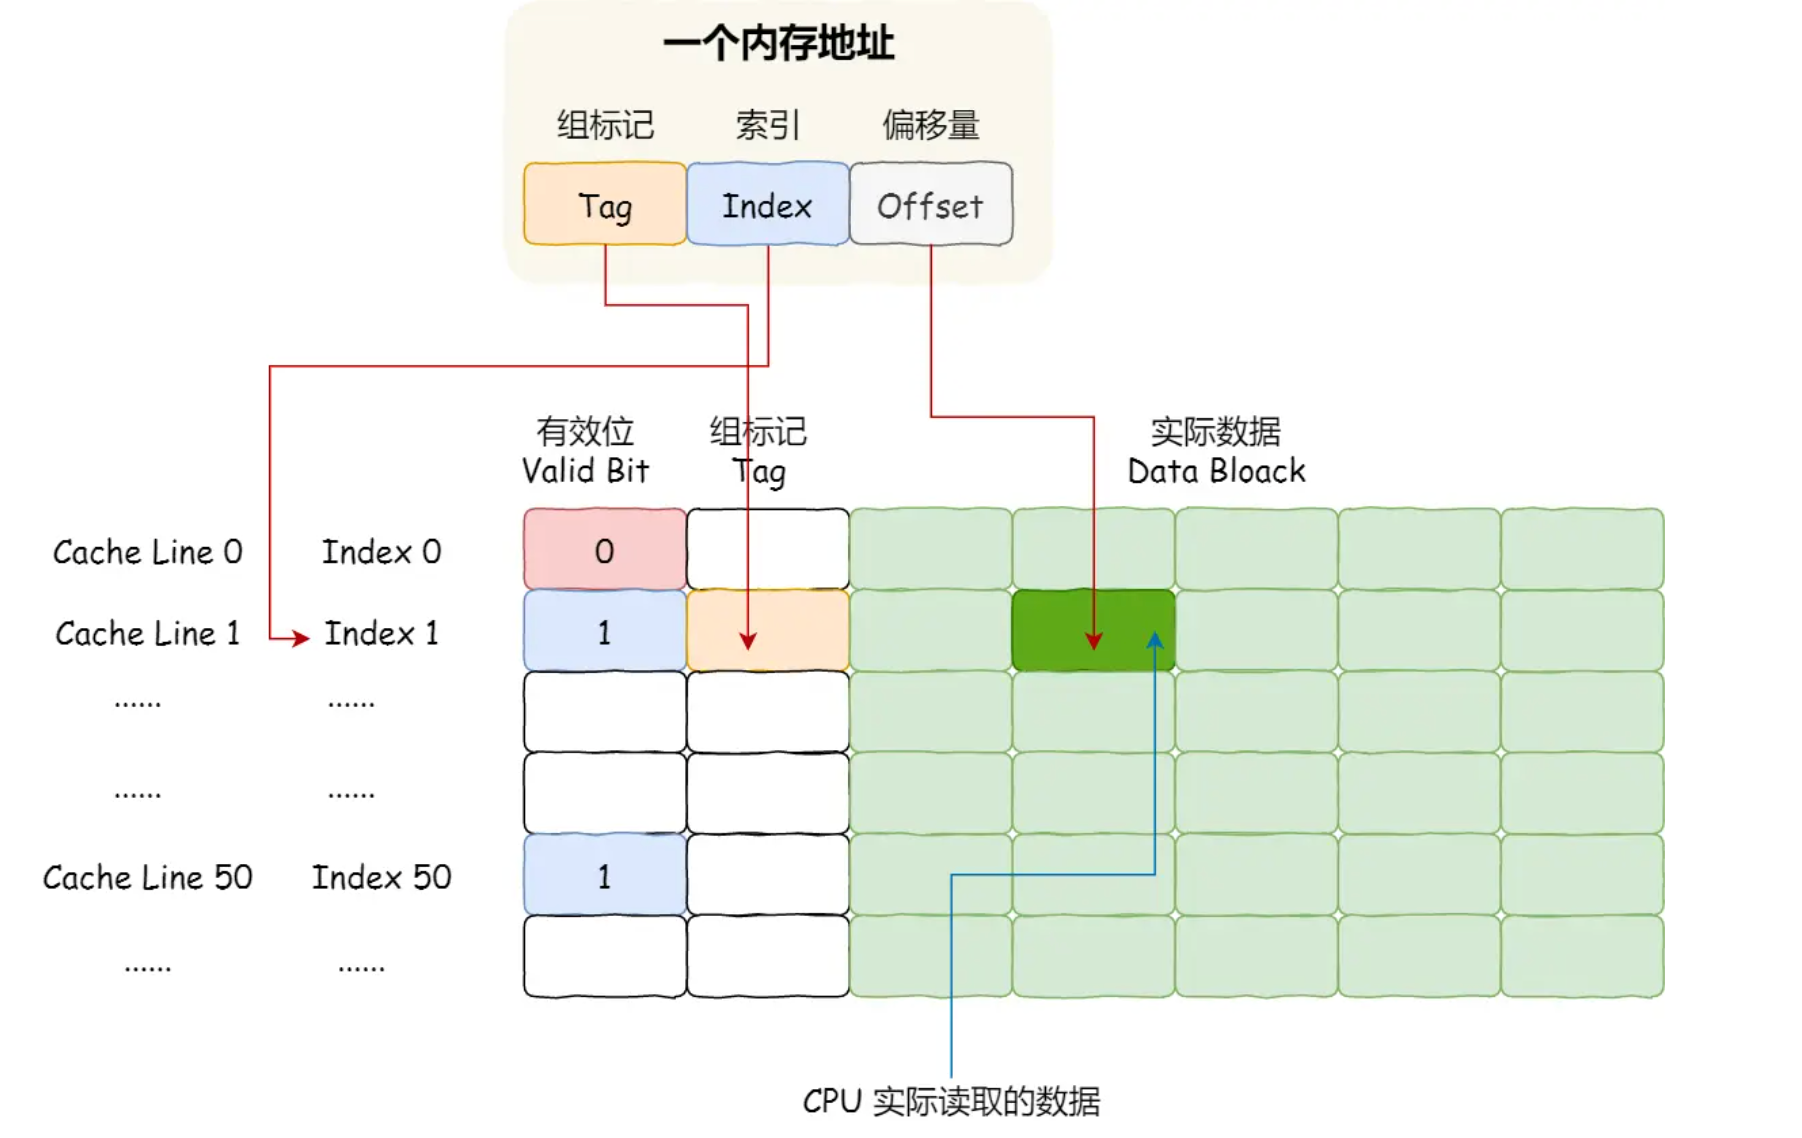 一个内存地址
组标记 索引 偏移量
Tag Index Offset
有效位 组标记 实际数据
Valid Bit Tag Data Bloack
Cache Line 0 Index 0 0
Cache Line 1 Index 1 1
...... ......
...... ......
Cache Line 50 Index 50 1
...... ......
CPU 实际读取的数据